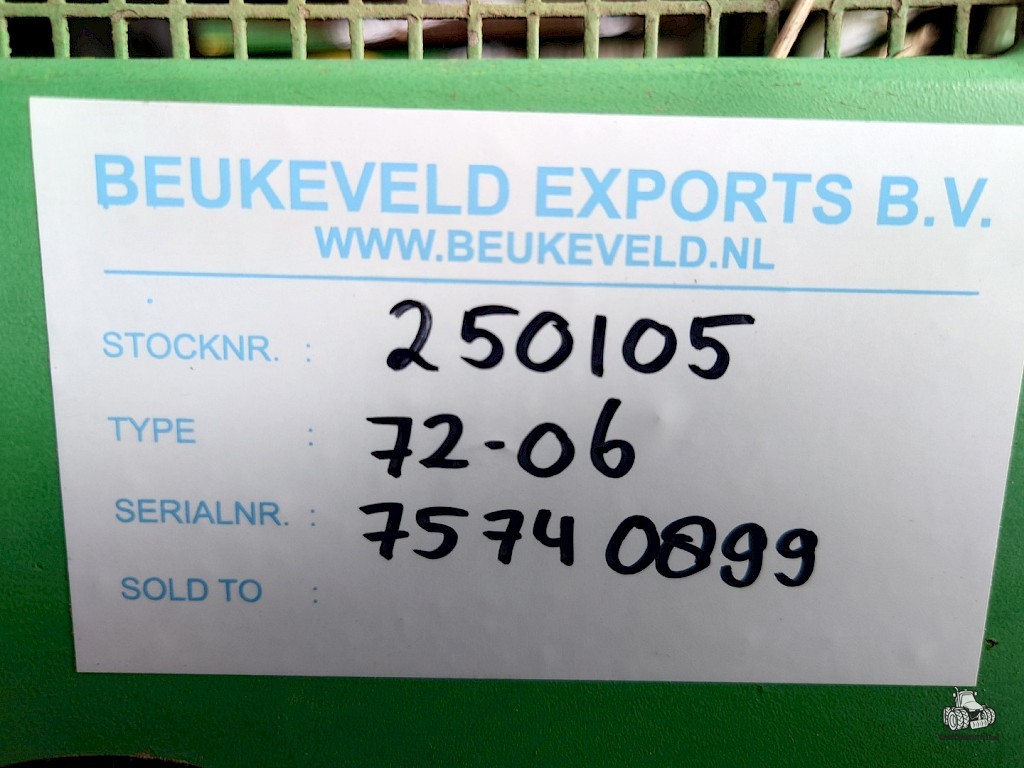 BEUKEVELD EXPORTS B.V.
WWW.BEUKEVELD.NL
STOCKNR. : 250105
TYPE : 72-06
SERIALNR. : 75740899
SOLD TO :